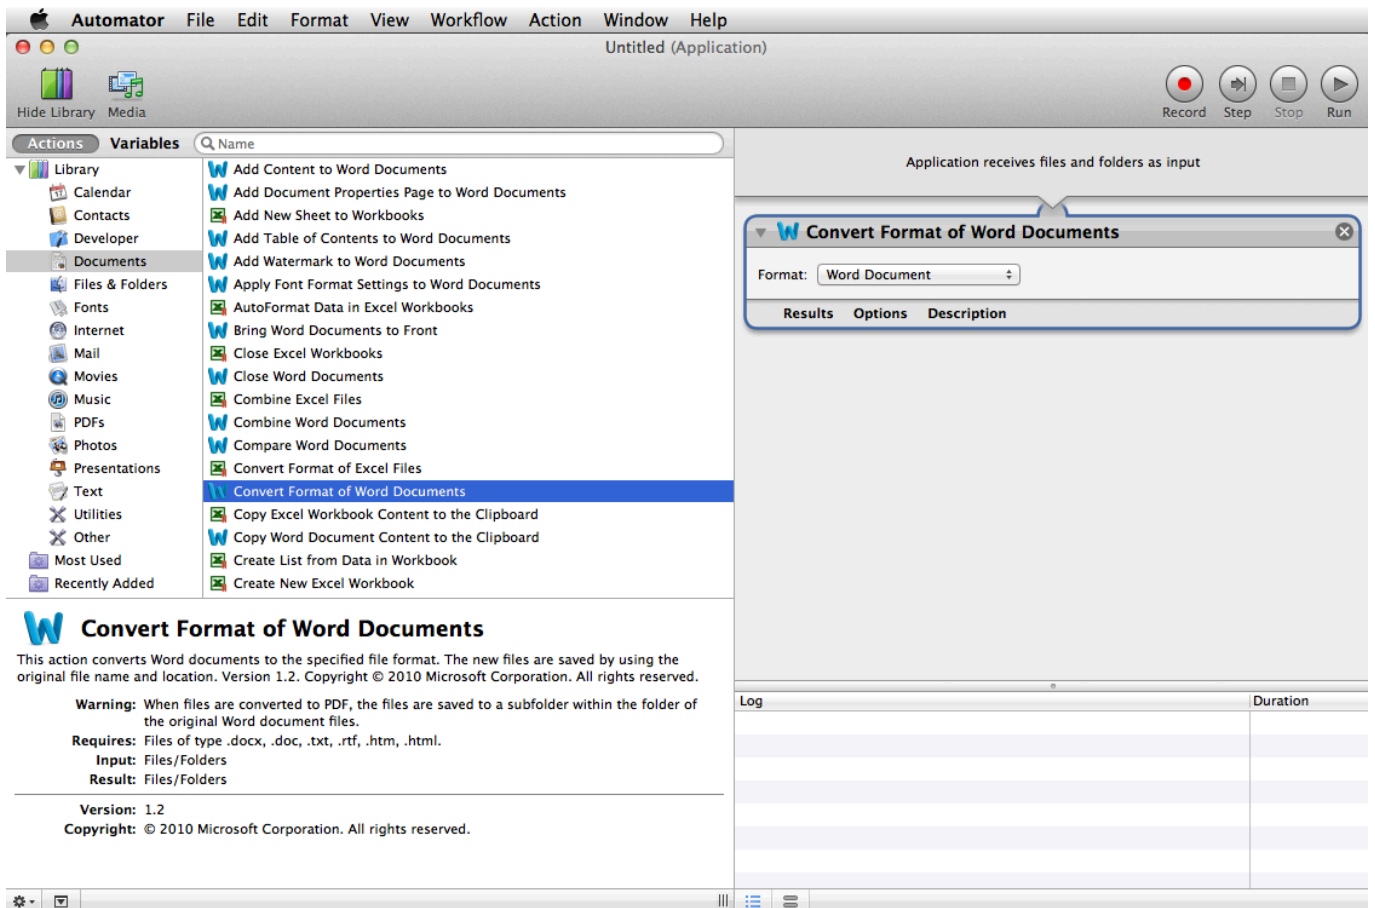 Automator File Edit Format View Workflow Action Window Help
Untitled (Application)
Hide Library Media
Record Step Stop Run
Actions Variables Name
Library
Calendar
Contacts
Developer
Documents
Files & Folders
Fonts
Internet
Mail
Movies
Music
PDFs
Photos
Presentations
Text
Utilities
Other
Most Used
Recently Added
Add Content to Word Documents
Add Document Properties Page to Word Documents
Add New Sheet to Workbooks
Add Table of Contents to Word Documents
Add Watermark to Word Documents
Apply Font Format Settings to Word Documents
AutoFormat Data in Excel Workbooks
Bring Word Documents to Front
Close Excel Workbooks
Close Word Documents
Combine Excel Files
Combine Word Documents
Compare Word Documents
Convert Format of Excel Files
Convert Format of Word Documents
Copy Excel Workbook Content to the Clipboard
Copy Word Document Content to the Clipboard
Create List from Data in Workbook
Create New Excel Workbook
Convert Format of Word Documents
This action converts Word documents to the specified file format. The new files are saved by using the
original file name and location. Version 1.2. Copyright © 2010 Microsoft Corporation. All rights reserved.
Warning: When files are converted to PDF, the files are saved to a subfolder within the folder of
the original Word document files.
Requires: Files of type .docx, .doc, .txt, .rtf, .htm, .html.
Input: Files/Folders
Result: Files/Folders
Version: 1.2
Copyright: © 2010 Microsoft Corporation. All rights reserved.
Application receives files and folders as input
Convert Format of Word Documents
Format: Word Document
Results Options Description
Log Duration